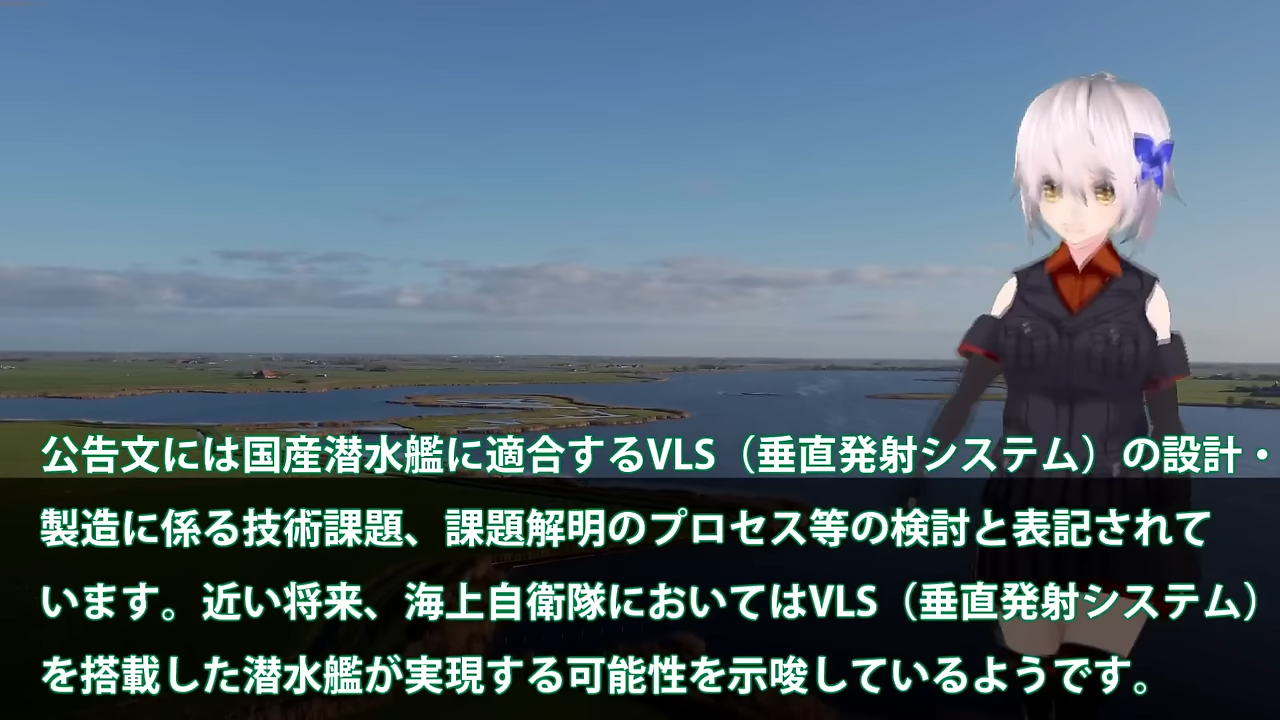 公告文には国産潜水艦に適合するVLS（垂直発射システム）の設計・
製造に係る技術課題、課題解明のプロセス等の検討と表記されて
います。近い将来、海上自衛隊においてはVLS（垂直発射システム）
を搭載した潜水艦が実現する可能性を示唆しているようです。